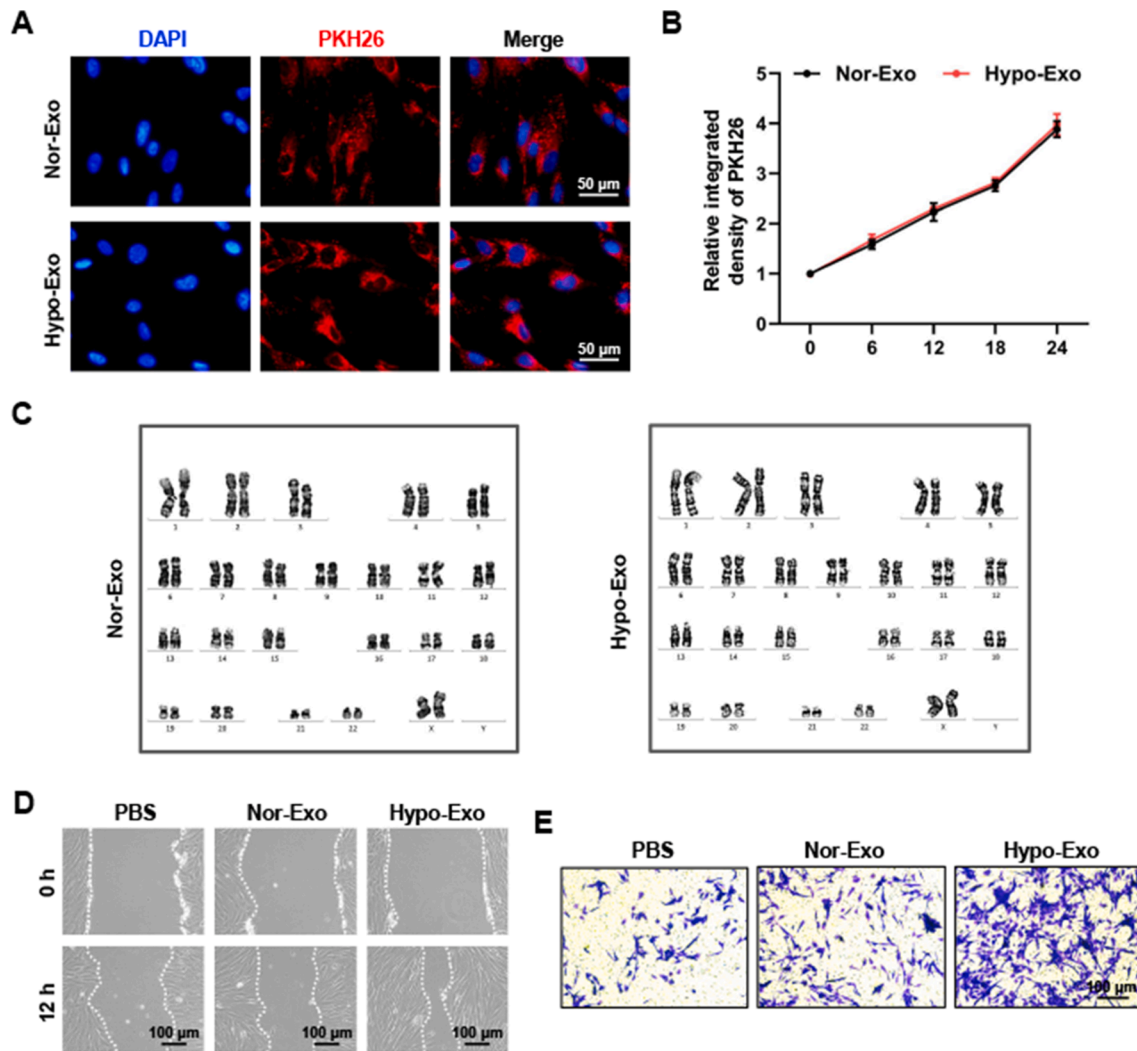 A
DAPI
PKH26
Merge
Nor-Exo
50 µm
Hypo-Exo
50 µm
B
Nor-Exo
Hypo-Exo
Relative integrated
density of PKH26
5
4
3
2
1
0
0 6 12 18 24
C
Nor-Exo
1 2 3 4 5
6 7 8 9 10 11 12
13 14 15 16 17 18
19 20 21 22 X Y
Hypo-Exo
1 2 3 4 5
6 7 8 9 10 11 12
13 14 15 16 17 18
19 20 21 22 X Y
D
PBS Nor-Exo Hypo-Exo
0 h
12 h
100 µm 100 µm 100 µm
E
PBS Nor-Exo Hypo-Exo
100 µm